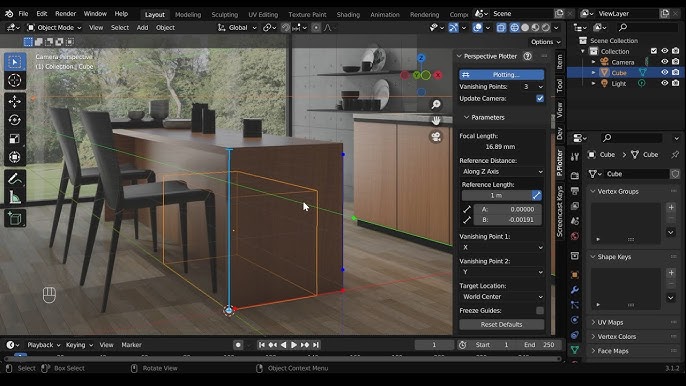 File Edit Render Window Help Layout Modeling Sculpting UV Editing Texture Paint Shading Animation Rendering Scene ViewLayer
Object Mode Global
Options
Camera Perspective
(1) Collection | Cube
Perspective Plotter
Plotting...
Vanishing Points: 3
Update Camera:
Parameters
Focal Length:
16.89 mm
Reference Distance:
Along Z Axis
Reference Length:
1 m
A: 0.00000
B: -0.00191
Vanishing Point 1:
X
Vanishing Point 2:
Y
Target Location:
World Center
Freeze Guides:
Reset Defaults
Item
Tool
View
Dev
P Plotter
Screencast Keys
Scene Collection
Collection
Camera
Cube
Light
Cube Cube
Cube
Vertex Groups
Shape Keys
UV Maps
Vertex Colors
Face Maps
Playback Keying View Marker 1 Start 1 End 250
Select Box Select Rotate View Object Context Menu 3.1.2